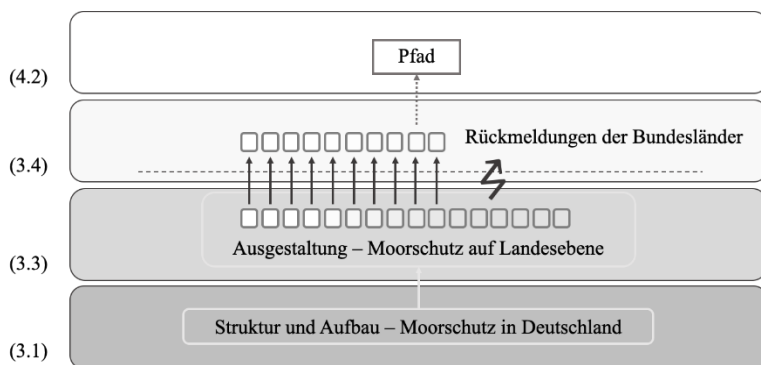 Pfad
(4.2)
Rückmeldungen der Bundesländer
(3.4)
Ausgestaltung – Moorschutz auf Landesebene
(3.3)
Struktur und Aufbau – Moorschutz in Deutschland
(3.1)